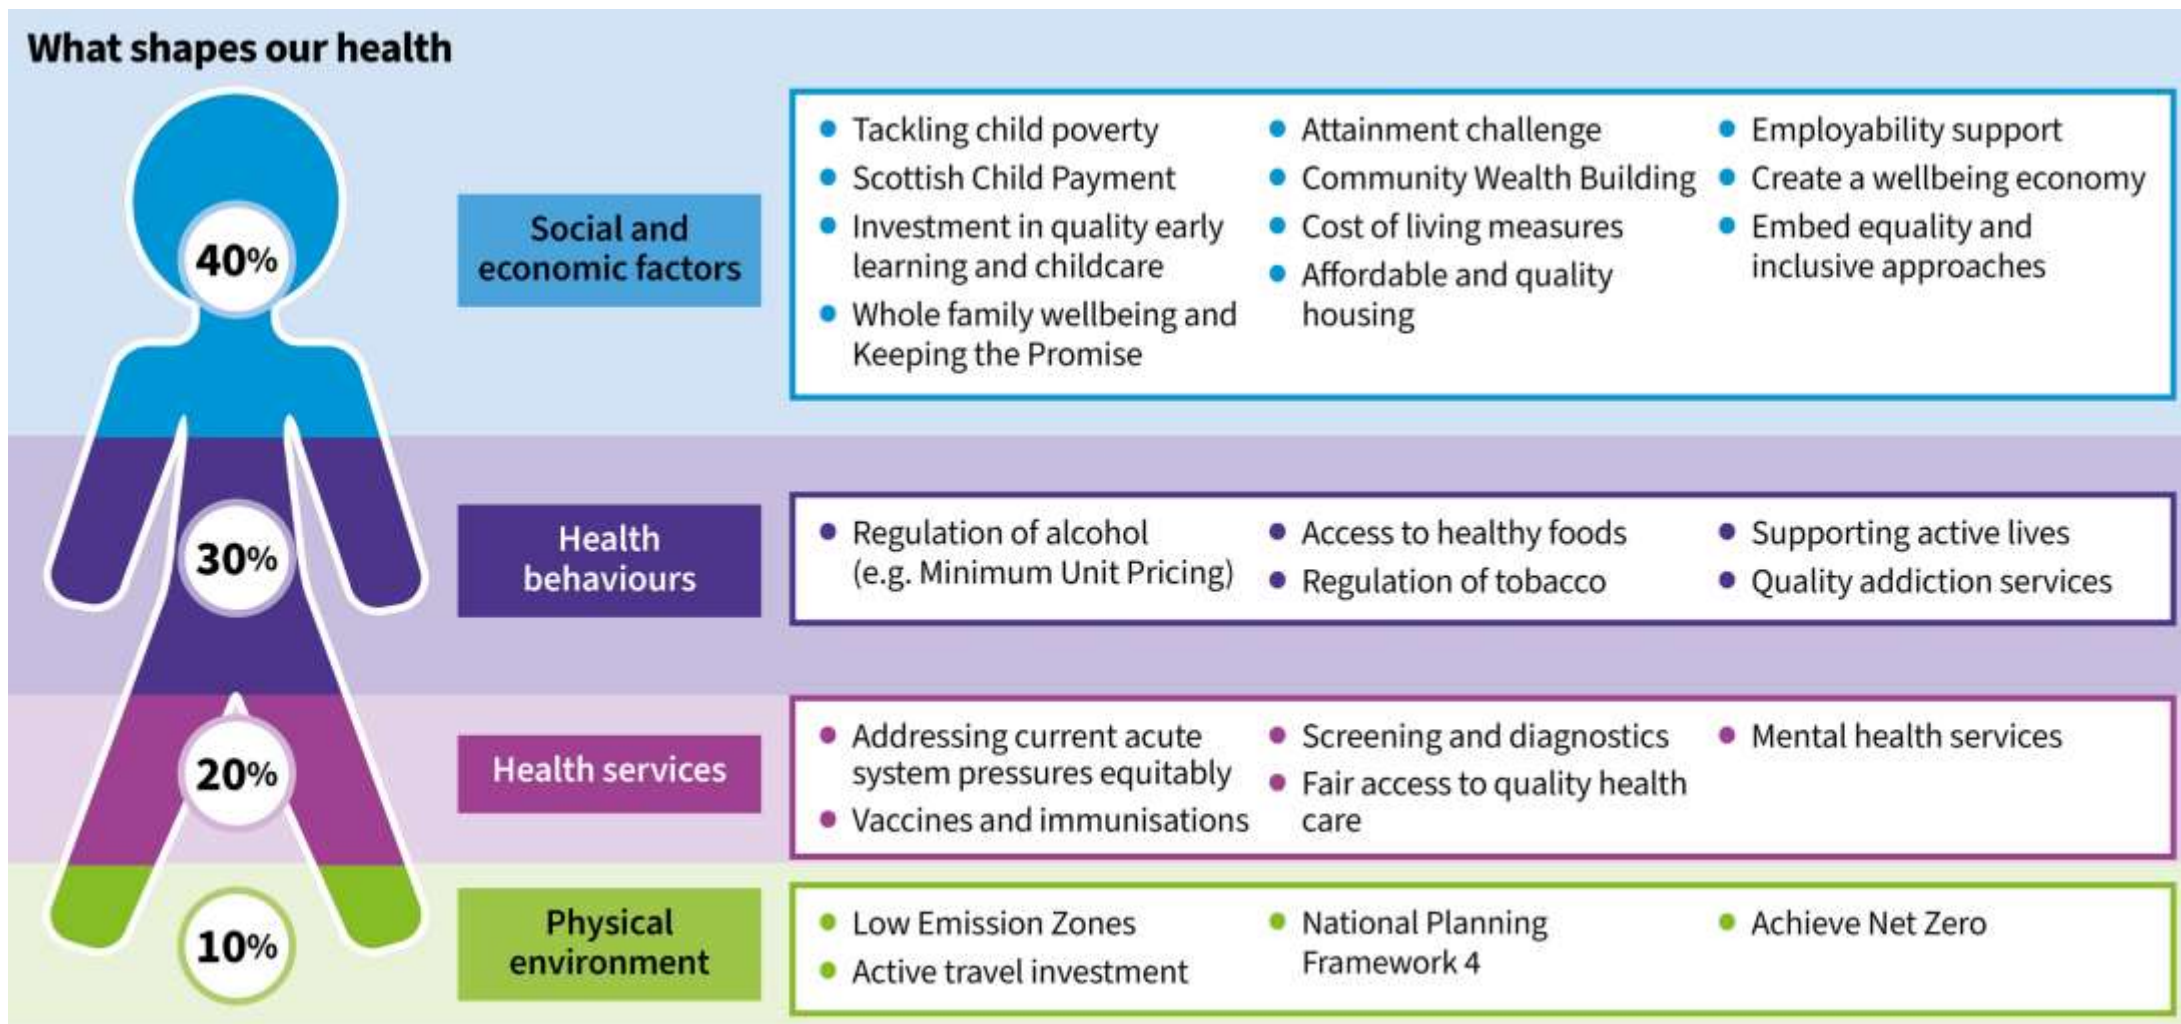 What shapes our health
40%
Social and
economic factors
Tackling child poverty
Scottish Child Payment
Investment in quality early
learning and childcare
Whole family wellbeing and
Keeping the Promise
Attainment challenge
Community Wealth Building
Cost of living measures
Affordable and quality
housing
Employability support
Create a wellbeing economy
Embed equality and
inclusive approaches
30%
Health
behaviours
Regulation of alcohol
(e.g. Minimum Unit Pricing)
Access to healthy foods
Regulation of tobacco
Supporting active lives
Quality addiction services
20%
Health services
Addressing current acute
system pressures equitably
Vaccines and immunisations
Screening and diagnostics
Fair access to quality health
care
Mental health services
10%
Physical
environment
Low Emission Zones
Active travel investment
National Planning
Framework 4
Achieve Net Zero